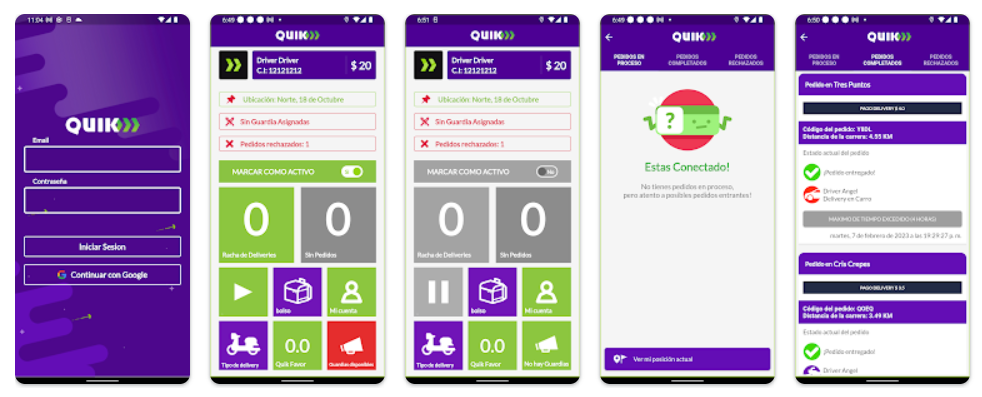 11:04
QUIK
Email
Contraseña
Iniciar Sesion
Continuar con Google
6:49
QUIK
Driver Driver
C.I: 12121212
$ 20
Ubicación: Norte, 18 de Octubre
Sin Guardia Asignadas
Pedidos rechazados: 1
MARCAR COMO ACTIVO
Si
0
0
Racha de Deliveries
Sin Pedidos
bolso
Mi cuenta
0.0
Tipo de delivery
Quik Favor
Guardias disponibles
6:51
QUIK
Driver Driver
C.I: 12121212
$ 20
Ubicación: Norte, 18 de Octubre
Sin Guardia Asignadas
Pedidos rechazados: 1
MARCAR COMO ACTIVO
No
0
0
Racha de Deliveries
Sin Pedidos
bolso
Mi cuenta
0.0
Tipo de delivery
Quik Favor
No hay Guardias
6:49
QUIK
PEDIDOS EN
PROCESO
PEDIDOS
COMPLETADOS
PEDIDOS
RECHAZADOS
?
Estas Conectado!
No tienes pedidos en proceso,
pero atento a posibles pedidos entrantes!
Ver mi posición actual
6:50
QUIK
PEDIDOS EN
PROCESO
PEDIDOS
COMPLETADOS
PEDIDOS
RECHAZADOS
Pedido en Tres Puntos
Código del pedido: YBDL
Distancia de la carrera: 4.55 KM
Estado actual del pedido
¡Pedido entregado!
Driver Angel
Delivery en Carro
MAXIMO DE TIEMPO EXCEDIDO (4 HORAS)
martes, 7 de febrero de 2023 a las 19:29:27 p. m.
Pedido en Cris Crepes
Código del pedido: QOEQ
Distancia de la carrera: 3.49 KM
Estado actual del pedido
¡Pedido entregado!
Driver Angel